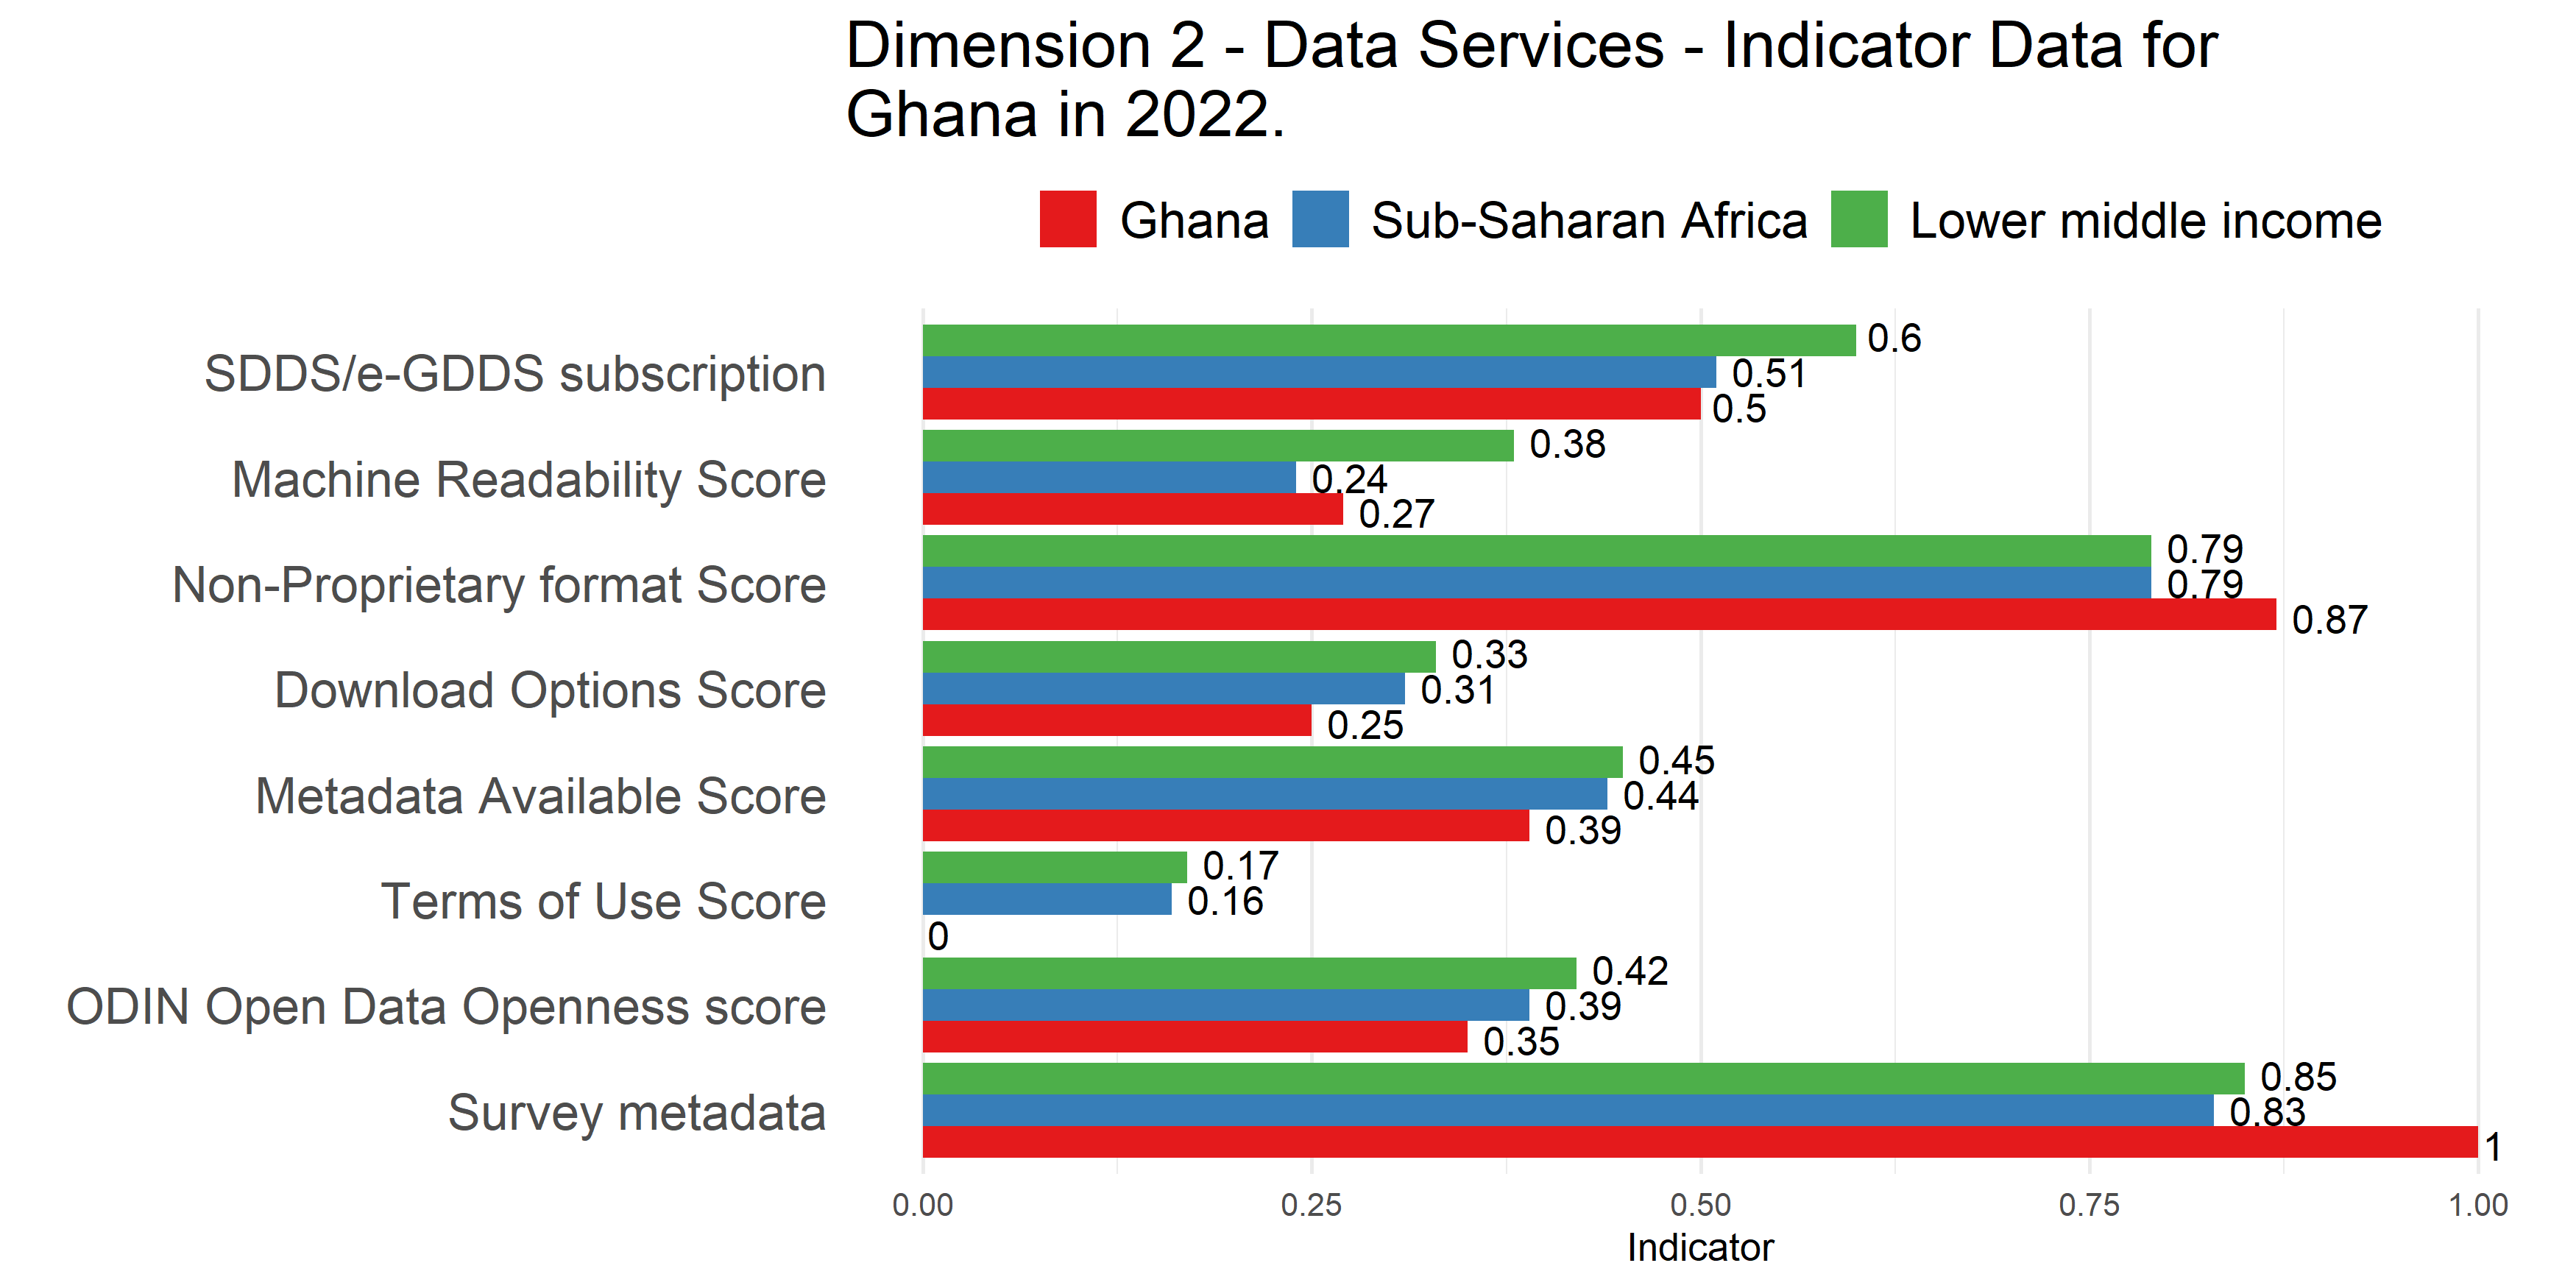 Dimension 2 - Data Services - Indicator Data for
Ghana in 2022.
Ghana Sub-Saharan Africa Lower middle income
SDDS/e-GDDS subscription
0.6
0.51
0.5
Machine Readability Score
0.38
0.24
0.27
Non-Proprietary format Score
0.79
0.79
0.87
Download Options Score
0.33
0.31
0.25
Metadata Available Score
0.45
0.44
0.39
Terms of Use Score
0.17
0.16
0
ODIN Open Data Openness score
0.42
0.39
0.35
Survey metadata
0.85
0.83
1
0.00 0.25 0.50 0.75 1.00
Indicator